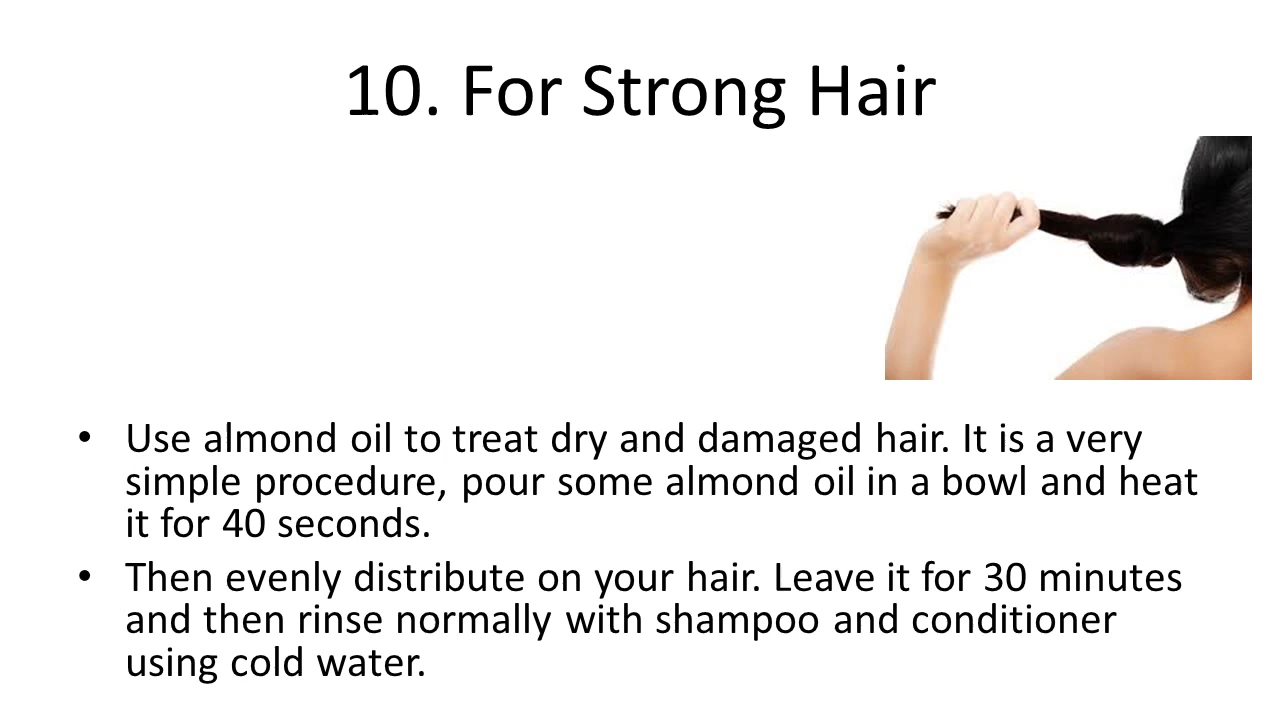 10. For Strong Hair
• Use almond oil to treat dry and damaged hair. It is a very
simple procedure, pour some almond oil in a bowl and heat
it for 40 seconds.
• Then evenly distribute on your hair. Leave it for 30 minutes
and then rinse normally with shampoo and conditioner
using cold water.